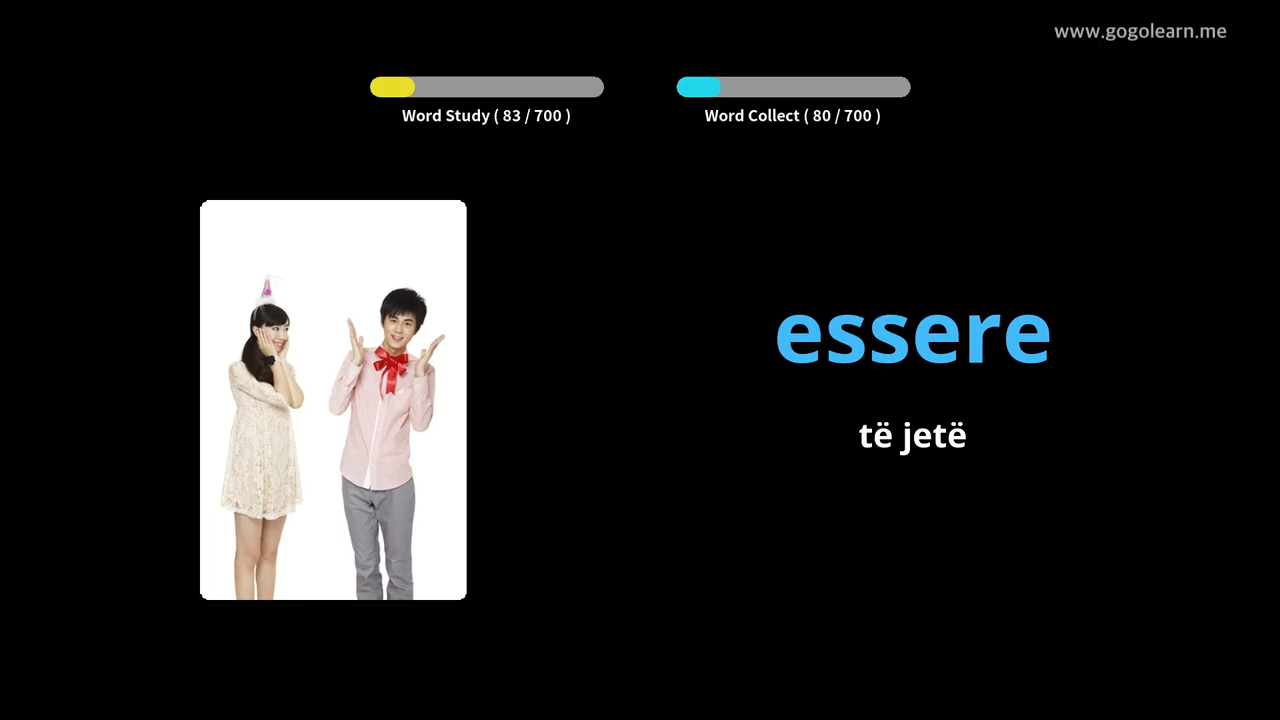 www.gogolearn.me
Word Study ( 83 / 700 )
Word Collect ( 80 / 700 )
essere
të jetë